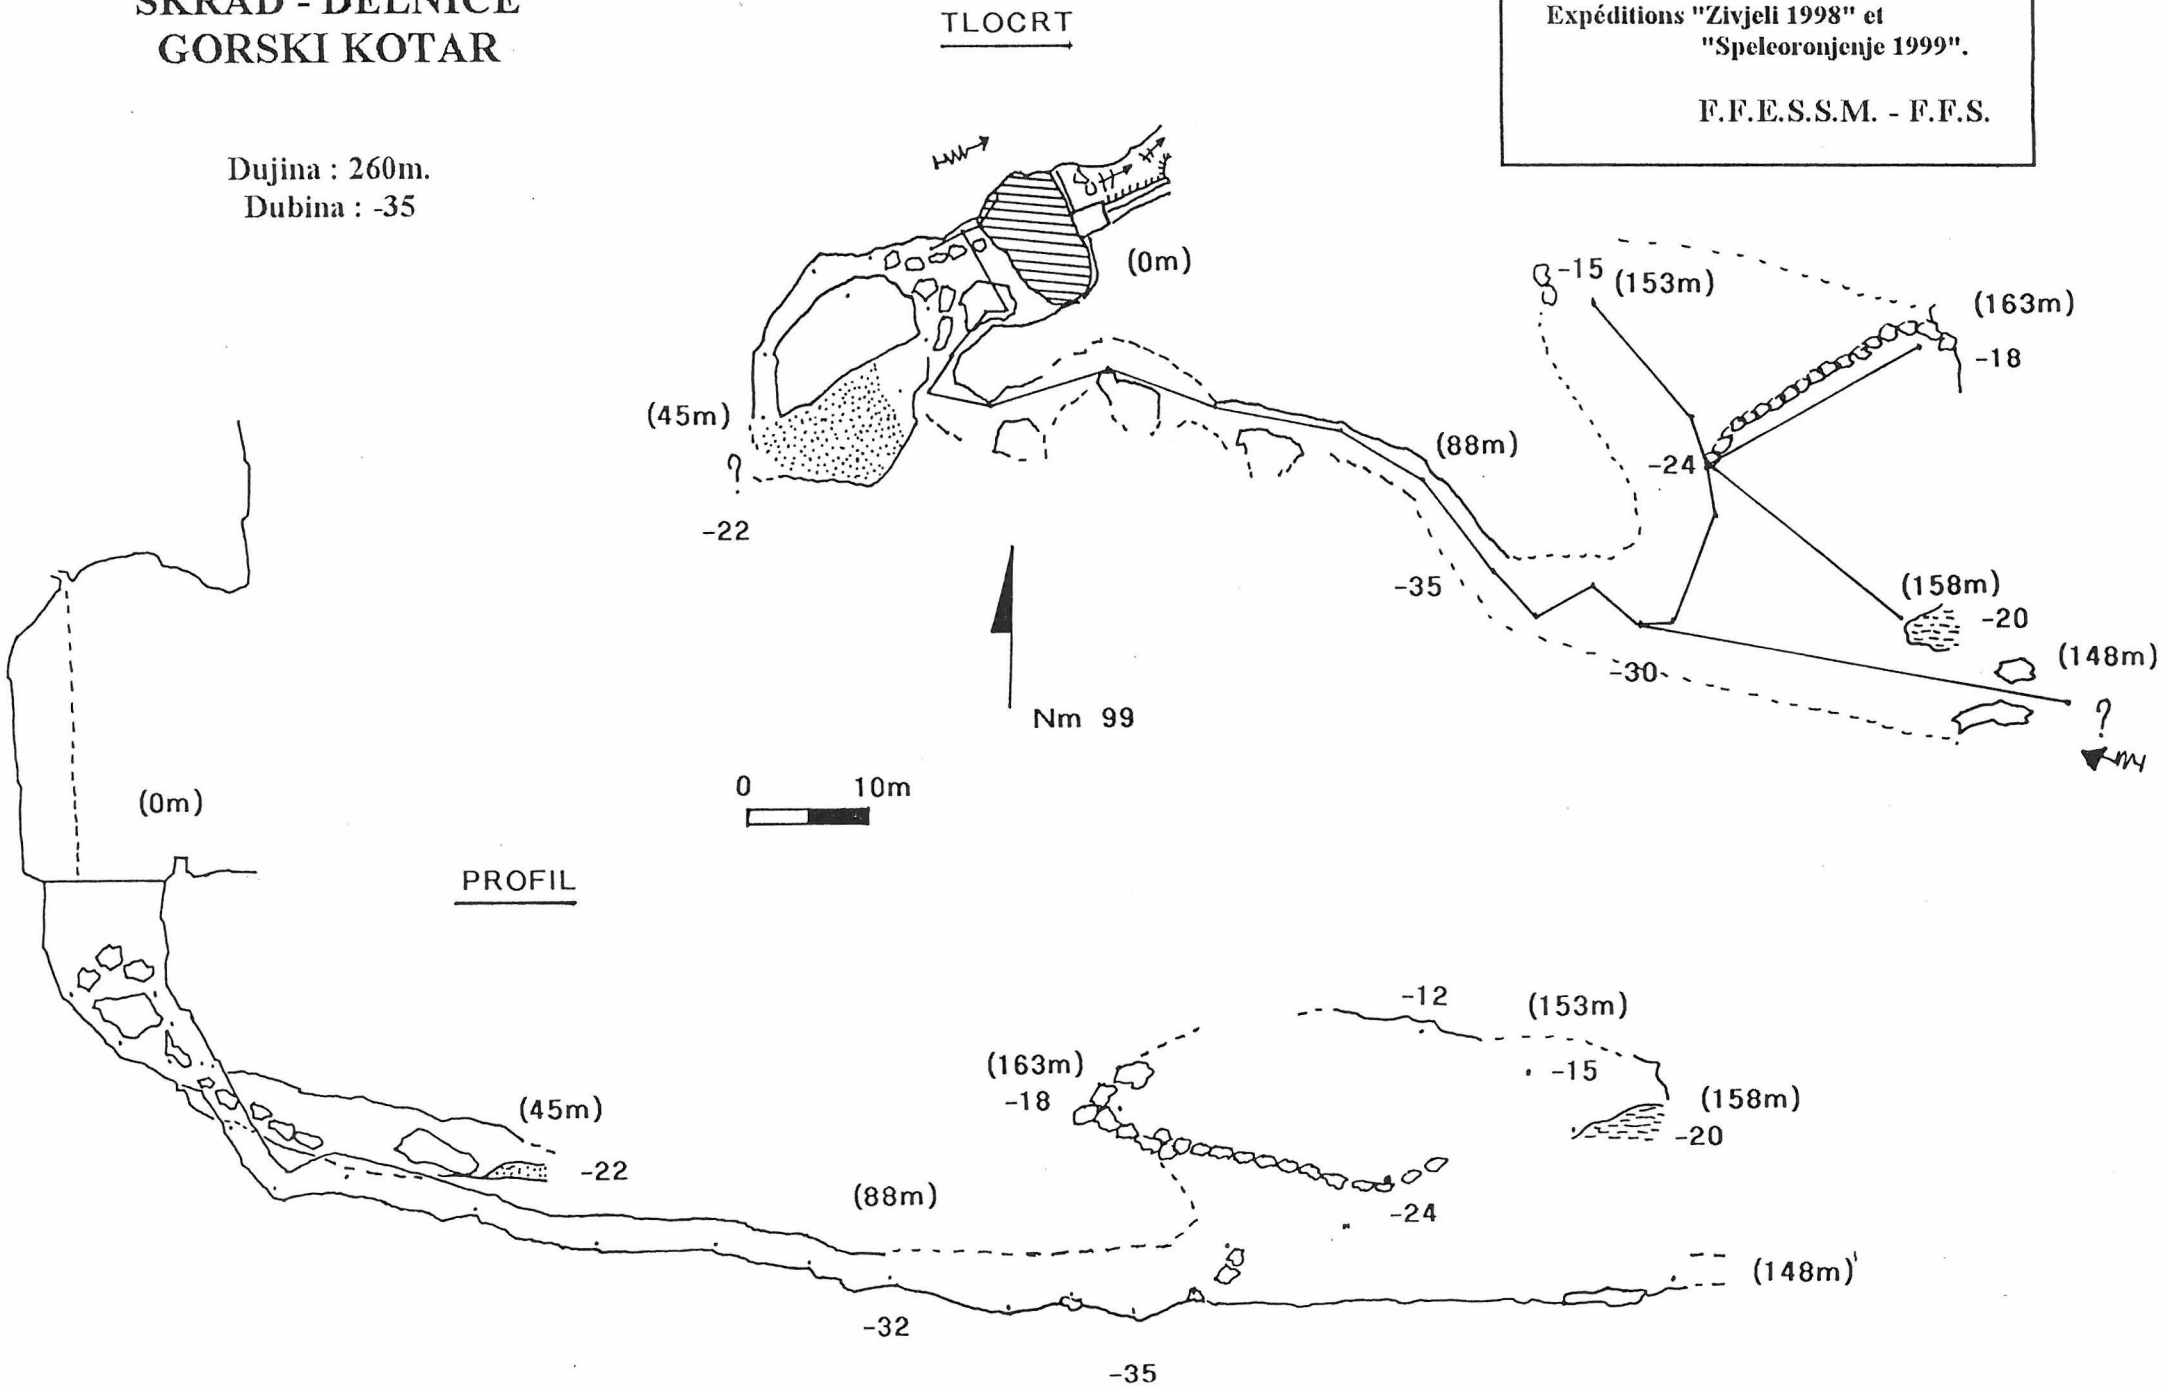 SKRAD - DELNICE
GORSKI KOTAR
Dujina : 260m.
Dubina : -35
TLOCRT
Expéditions "Zivjeli 1998" et
"Speleoronjenje 1999".
F.F.E.S.S.M. - F.F.S.
(0m)
-15 (153m)
(163m)
-18
(45m)
?
-22
(88m)
-24
-35
(158m)
-20
-30
(148m)
?
Nm 99
0 10m
(0m)
PROFIL
-12
(153m)
(163m)
-18
-15
(45m)
-22
(158m)
-20
(88m)
-24
(148m)
-32
-35